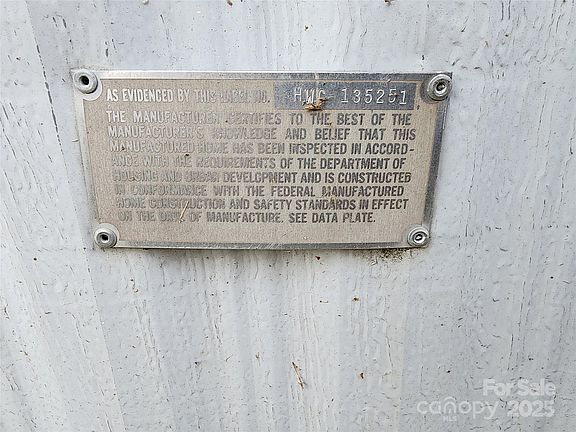 AS EVIDENCED BY THIS LABEL NO. HWC 135251
THE MANUFACTURER CERTIFIES TO THE BEST OF THE
MANUFACTURER'S KNOWLEDGE AND BELIEF THAT THIS
MANUFACTURED HOME HAS BEEN INSPECTED IN ACCORD-
ANCE WITH THE REQUIREMENTS OF THE DEPARTMENT OF
HOUSING AND URBAN DEVELOPMENT AND IS CONSTRUCTED
IN CONFORMANCE WITH THE FEDERAL MANUFACTURED
HOME CONSTRUCTION AND SAFETY STANDARDS IN EFFECT
ON THE DATE OF MANUFACTURE. SEE DATA PLATE.
For Sale
canopy MLS 2025